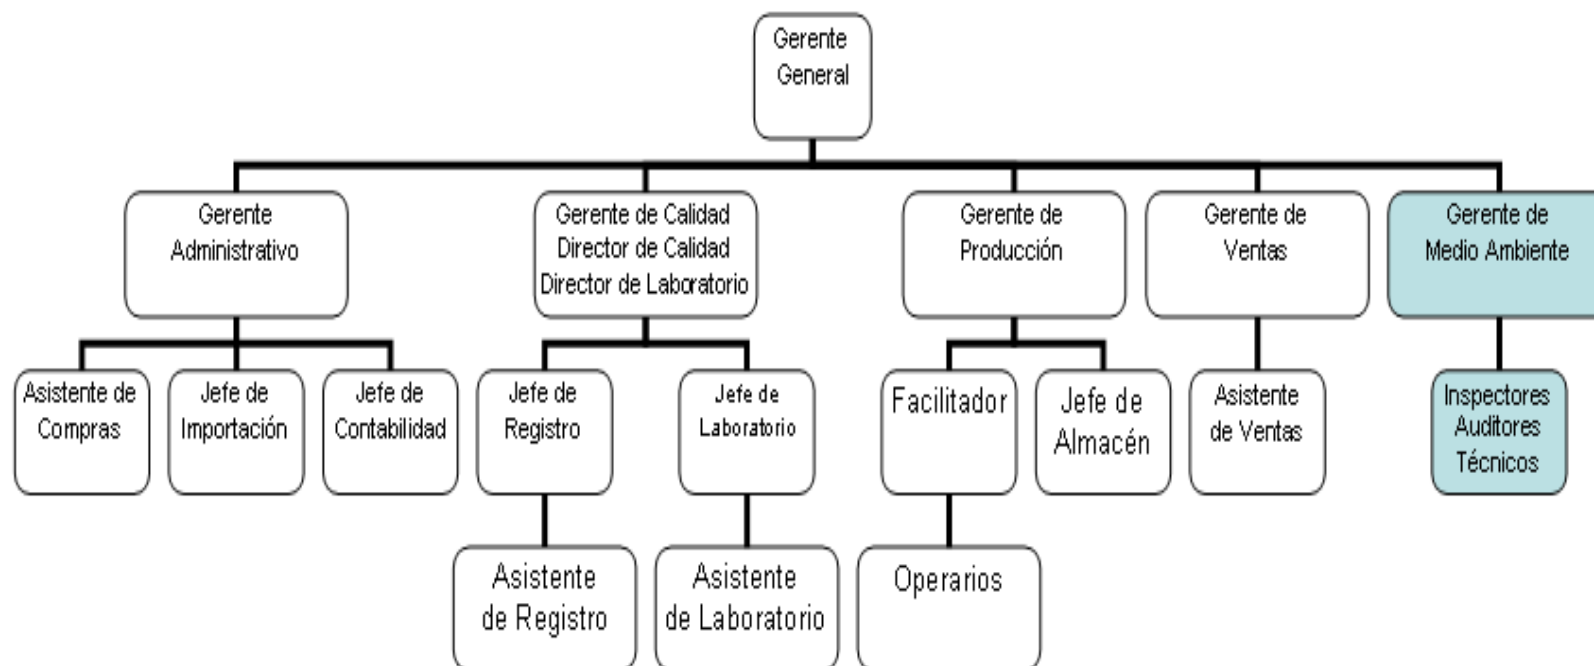 Gerente
General
Gerente
Administrativo
Gerente de Calidad
Director de Calidad
Director de Laboratorio
Gerente de
Producción
Gerente de
Ventas
Gerente de
Medio Ambiente
Asistente de
Compras
Jefe de
Importación
Jefe de
Contabilidad
Jefe de
Registro
Jefe de
Laboratorio
Facilitador
Jefe de
Almacén
Asistente
de Ventas
Inspectores
Auditores
Técnicos
Asistente
de Registro
Asistente
de Laboratorio
Operarios